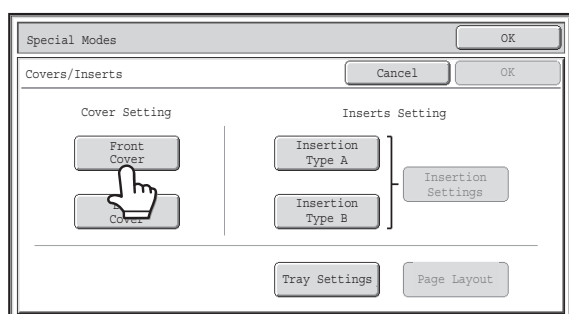 Special Modes
OK
Covers/Inserts
Cancel
OK
Cover Setting
Inserts Setting
Front
Cover
Insertion
Type A
Insertion
Settings
Cover
Insertion
Type B
Tray Settings
Page Layout